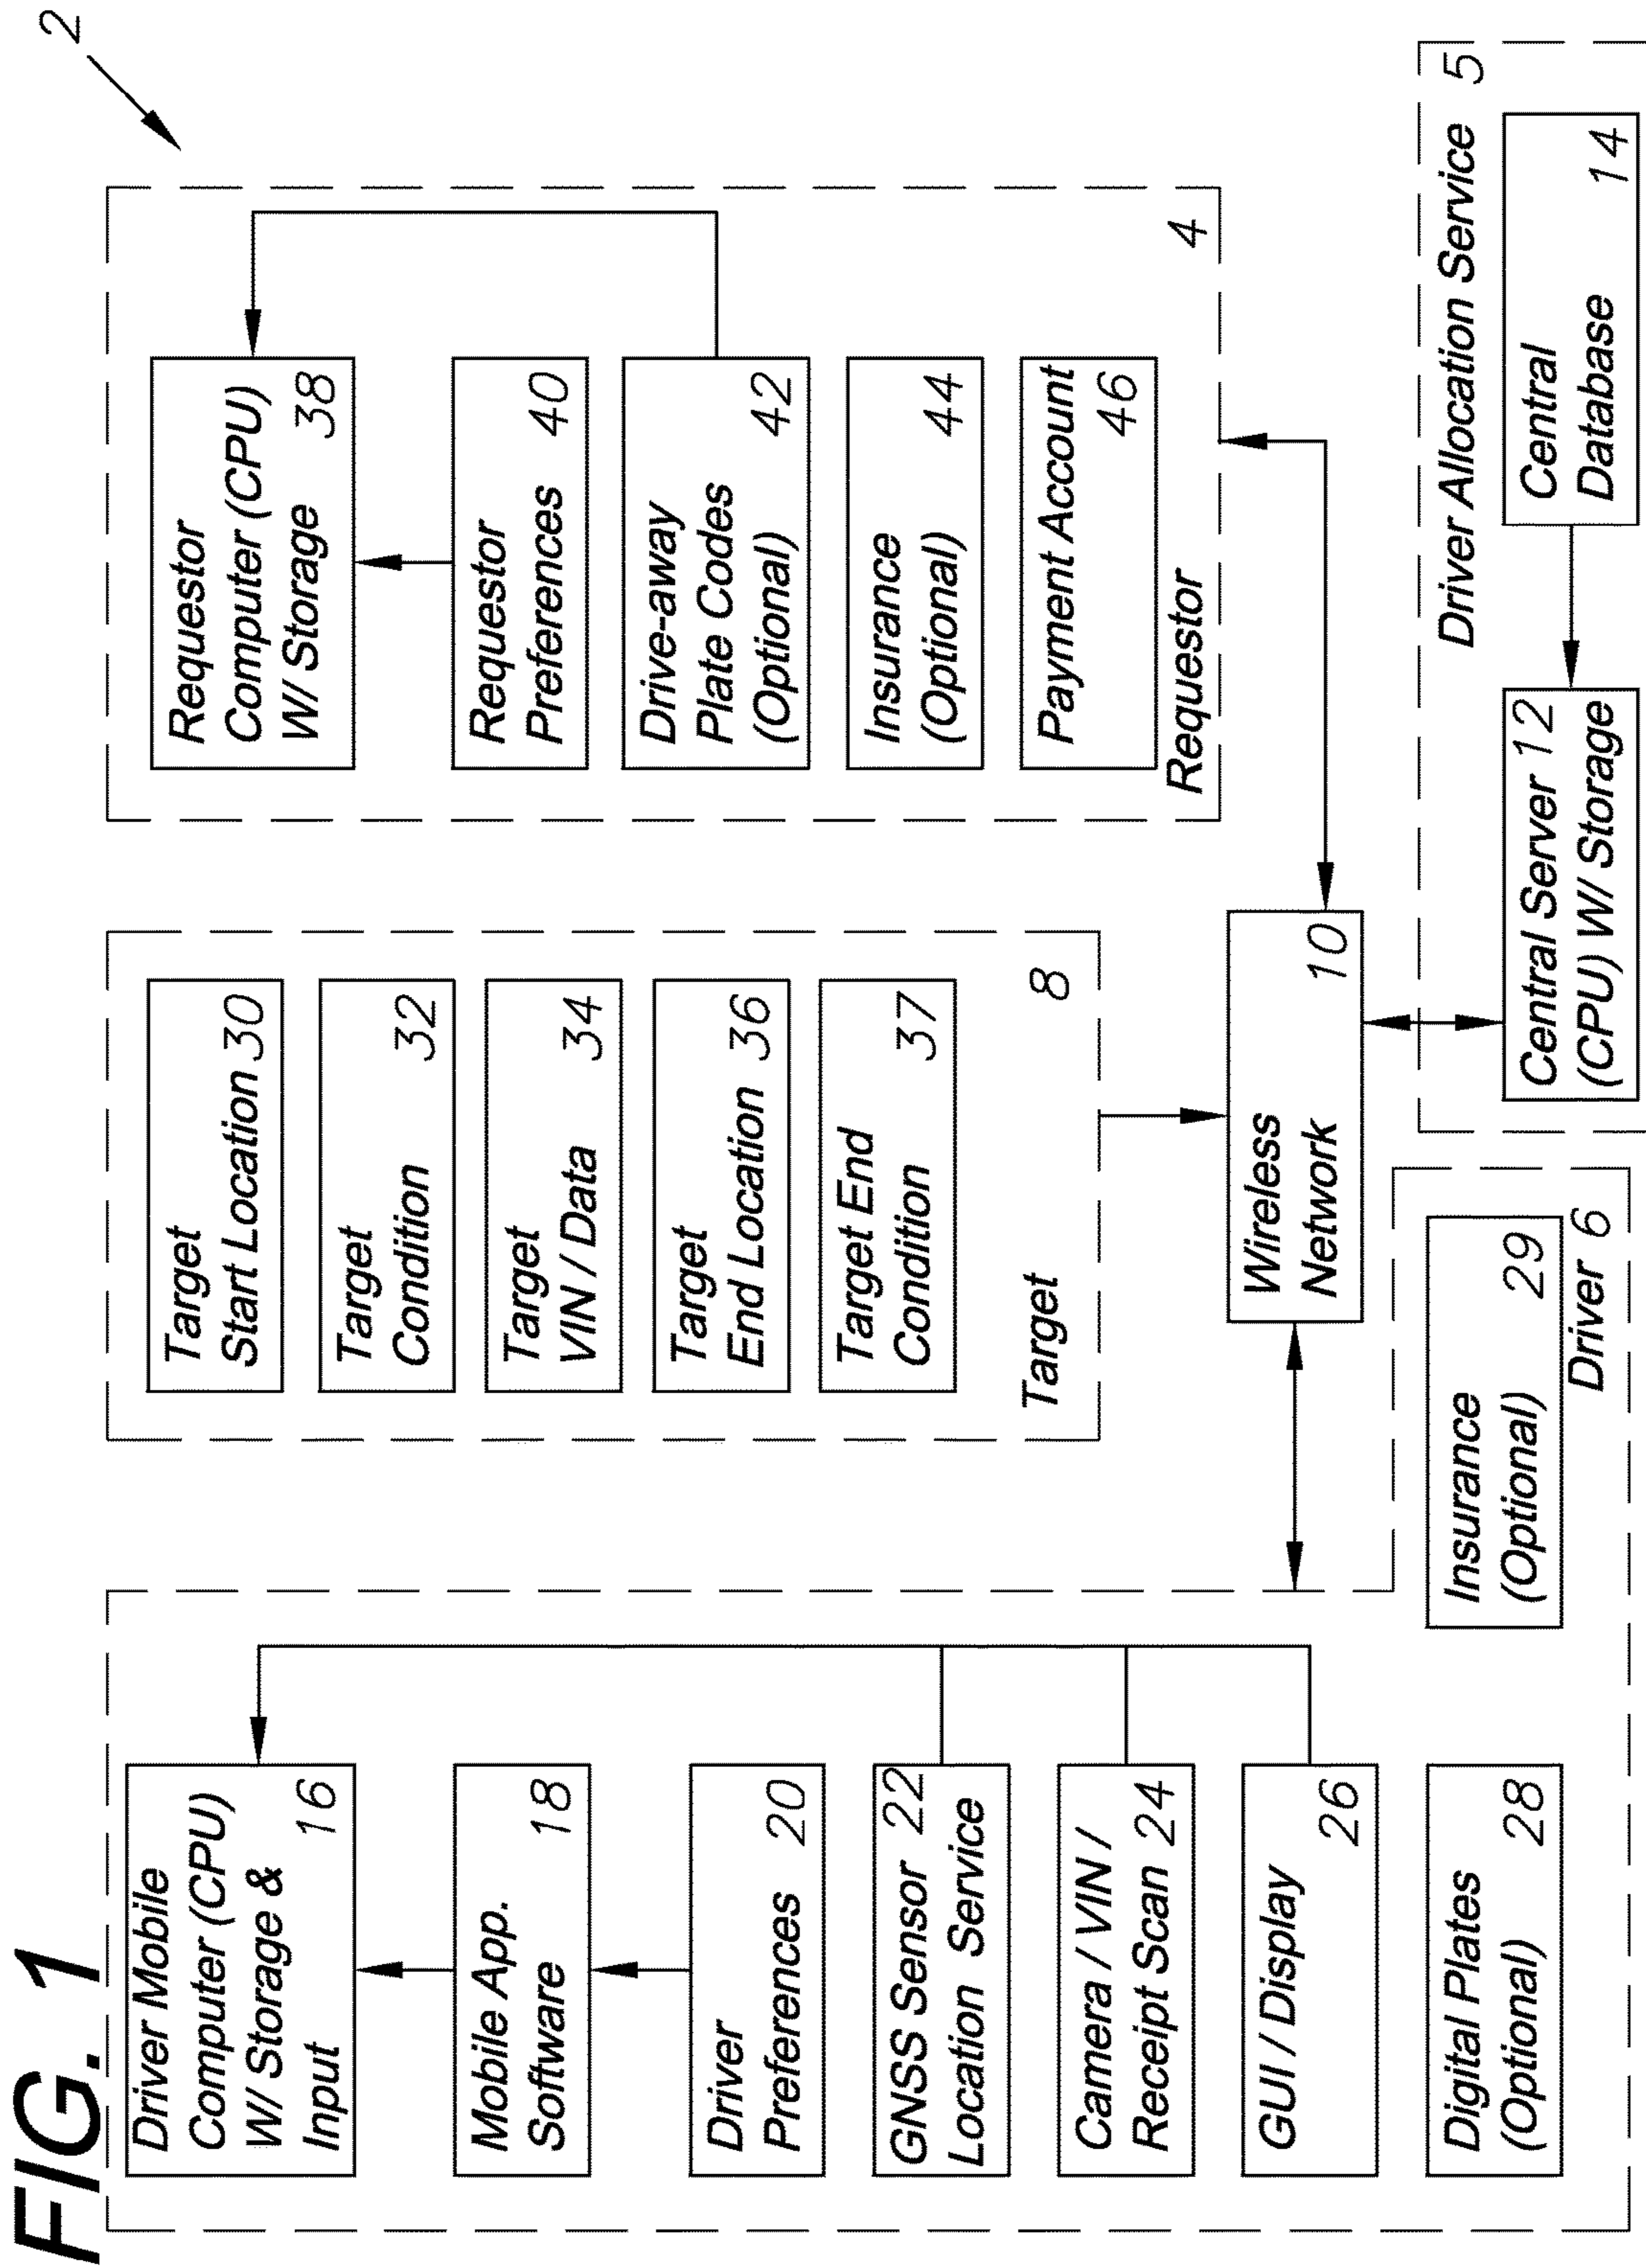 FIG. 1
2
Driver Mobile
Computer (CPU)
W/ Storage &
Input 16
Mobile App.
Software 18
Driver
Preferences 20
GNSS Sensor 22
Location Service
Camera / VIN /
Receipt Scan 24
GUI / Display
26
Digital Plates
(Optional) 28
Insurance
(Optional) 29
Driver 6
Target
Start Location 30
Target
Condition 32
Target
VIN / Data 34
Target
End Location 36
Target End
Condition 37
Target 8
Wireless
Network 10
Requestor
Computer (CPU)
W/ Storage 38
Requestor
Preferences 40
Drive-away
Plate Codes
(Optional) 42
Insurance
(Optional) 44
Payment Account
46
Requestor 4
Driver Allocation Service 5
Central Server 12
(CPU) W/ Storage
Central
Database 14